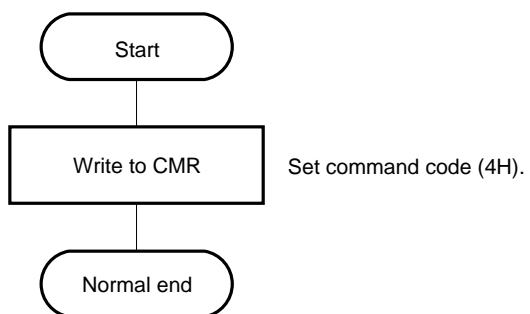 Start
Write to CMR
Set command code (4H).
Normal end